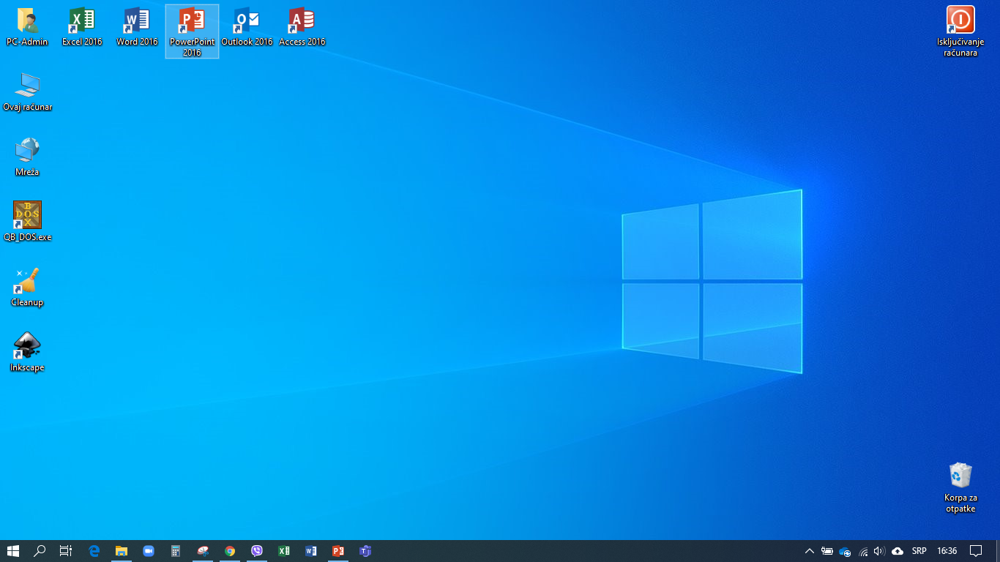 PC-Admin
Excel 2016
Word 2016
PowerPoint
2016
Outlook 2016
Access 2016
Isključivanje
računara
Ovaj računar
Mreža
QB_DOS.exe
Cleanup
Inkscape
Korpa za
otpatke
SRP
16:36